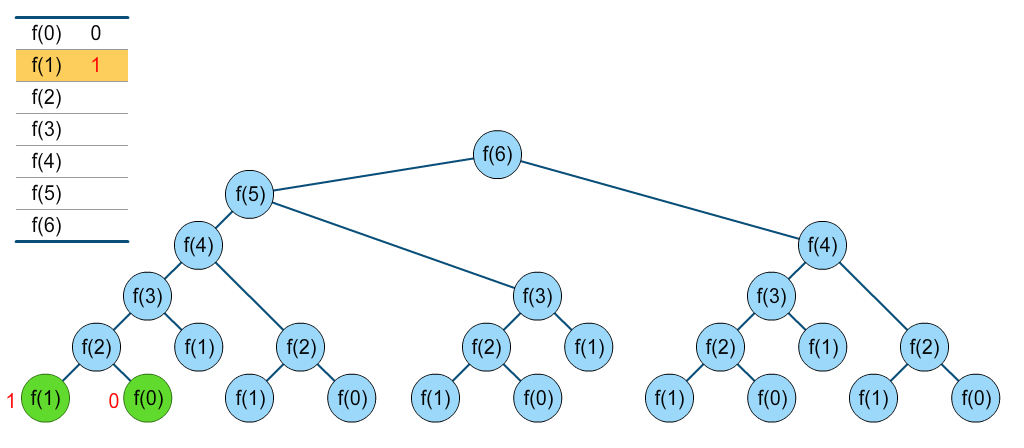 f(0) 0
f(1) 1
f(2)
f(3)
f(4)
f(5)
f(6)
f(6)
f(5)
f(4) f(4)
f(3) f(3) f(3)
f(2) f(1) f(2) f(2) f(1) f(2) f(1) f(2)
1 f(1) 0 f(0) f(1) f(0) f(1) f(0) f(1) f(0) f(1) f(0)